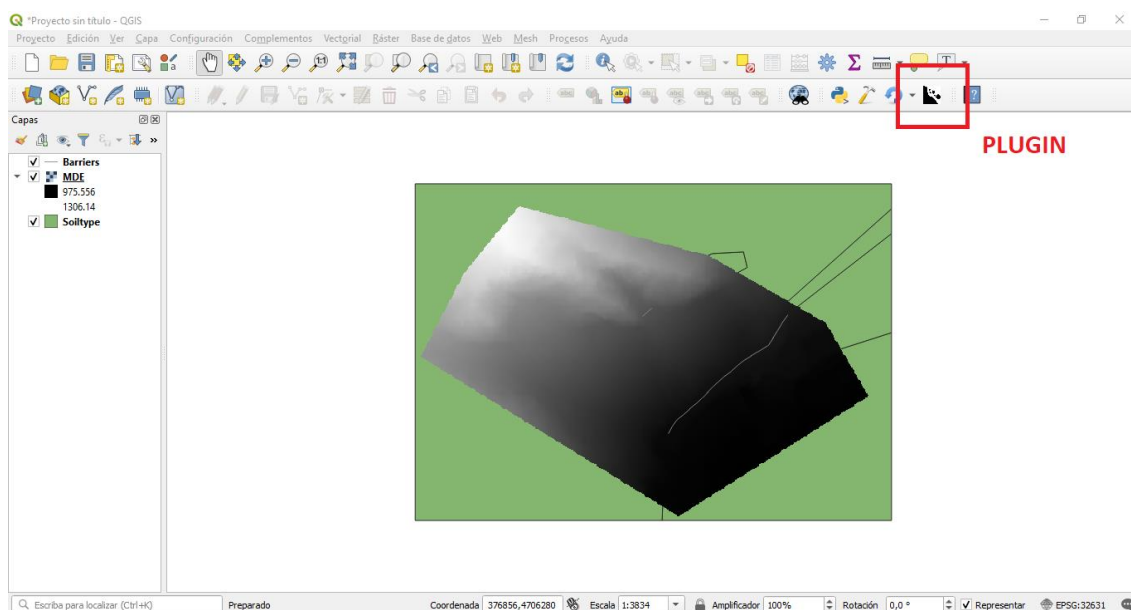 *Proyecto sin título - QGIS
Proyecto Edición Ver Capa Configuración Complementos Vectorial Ráster Base de datos Web Mesh Procesos Ayuda
Capas
Barriers
MDE
975.556
1306.14
Soiltype
PLUGIN
Escriba para localizar (Ctrl+K) Preparado Coordenada 376856,4706280 Escala 1:3834 Amplificador 100% Rotación 0,0 ° Representar EPSG:32631